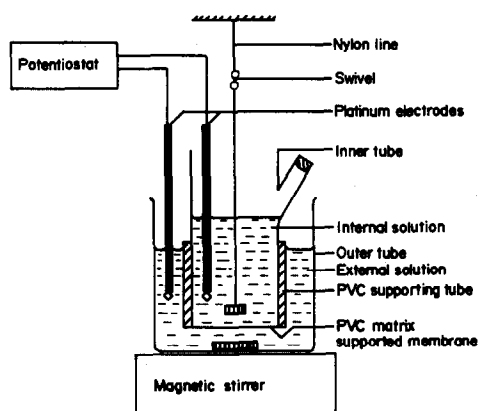 Nylon line
Potentiostat
Swivel
Platinum electrodes
Inner tube
Internal solution
Outer tube
External solution
PVC supporting tube
PVC matrix
supported membrane
Magnetic stirrer